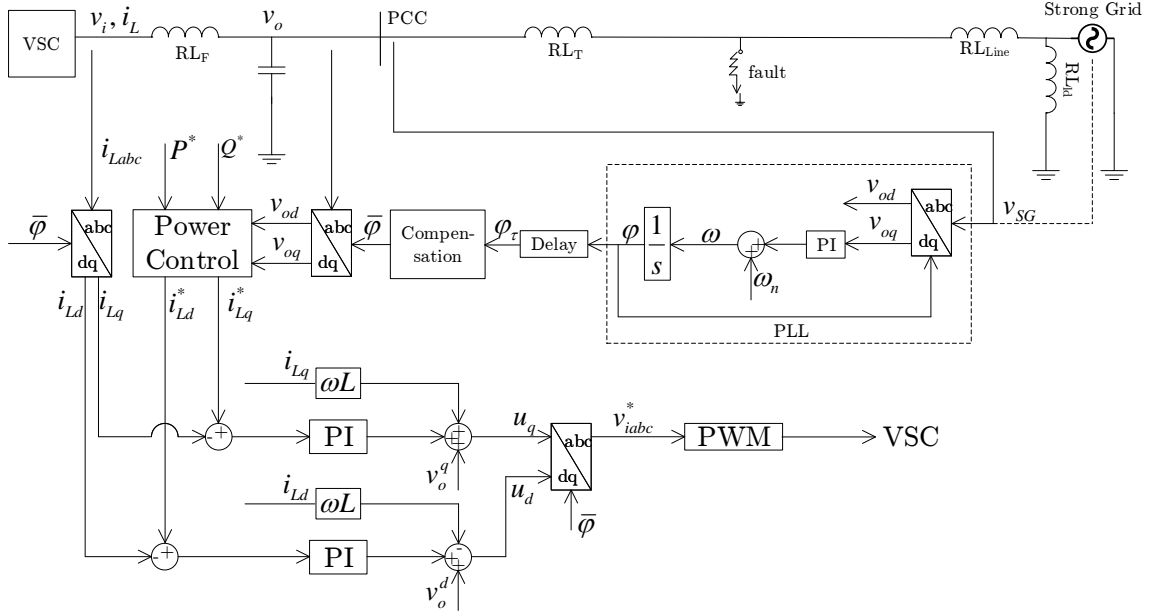 Strong Grid
VSC
v_i, i_L
v_o
PCC
RL_F
RL_T
fault
RL_Line
RL_ld
i_Labc
P*
Q*
v_SG
φ̄
abc
dq
Power
Control
v_od
v_oq
abc
dq
φ̄
Compen-
sation
φ_τ
Delay
φ
1
s
ω
ω_n
PI
v_od
v_oq
abc
dq
PLL
i_Ld
i_Lq
i*_Ld
i*_Lq
i_Lq
ωL
- +
PI
+
+
v_o^q
u_q
abc
dq
φ̄
v*_iabc
PWM
VSC
i_Ld
ωL
- +
PI
-
+
+
v_o^d
u_d